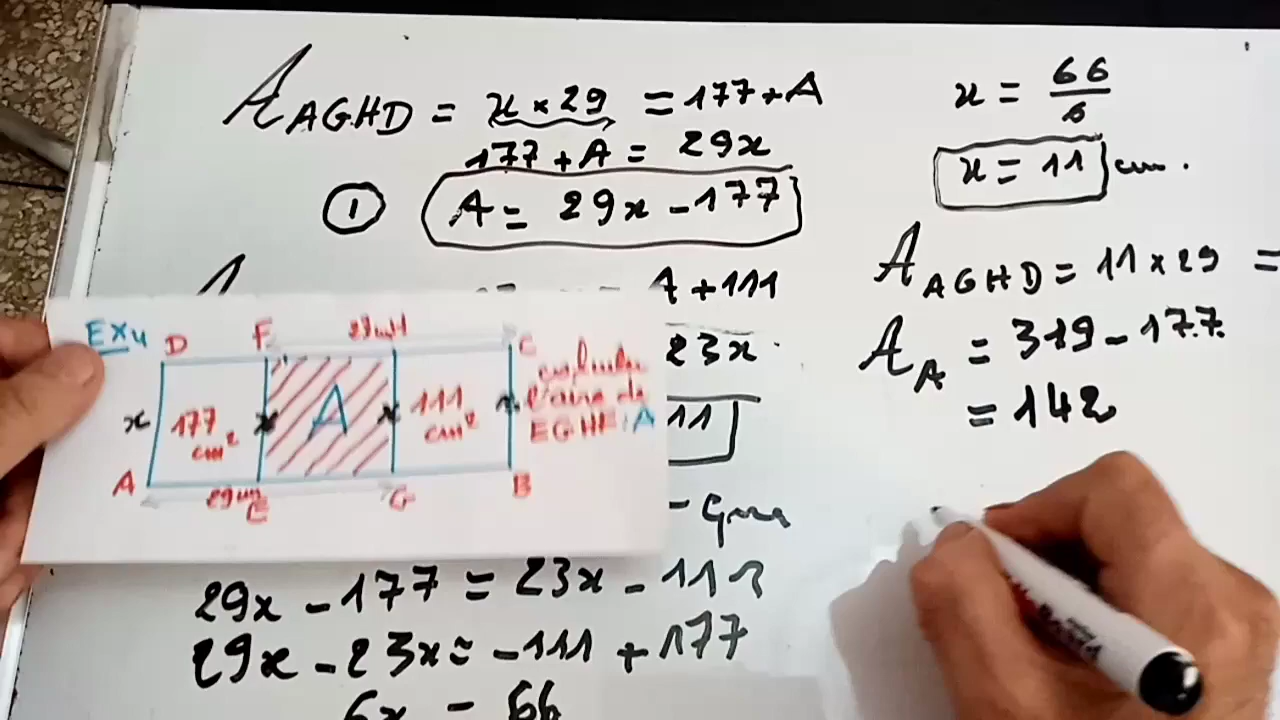 A AGHD = x × 29 = 177 + A
177 + A = 29x
① A = 29x - 177
A + 111
23x
11
29x - 177 = 23x - 111
29x - 23x = -111 + 177
6x = 66
x = 66/6
x = 11 cm.
A AGHD = 11 × 29 =
A A = 319 - 177
= 142
EX4
D F H C
x 177 cm² x A x 111 cm²
A E G B
calculer
l'aire de
EGHF : A